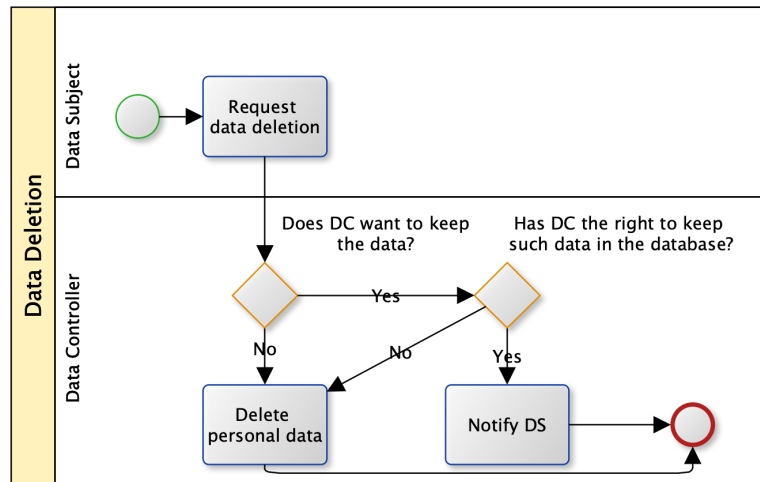 Data Deletion
Data Subject
Request
data deletion
Data Controller
Does DC want to keep
the data?
Has DC the right to keep
such data in the database?
Yes
No
No
Yes
Delete
personal data
Notify DS